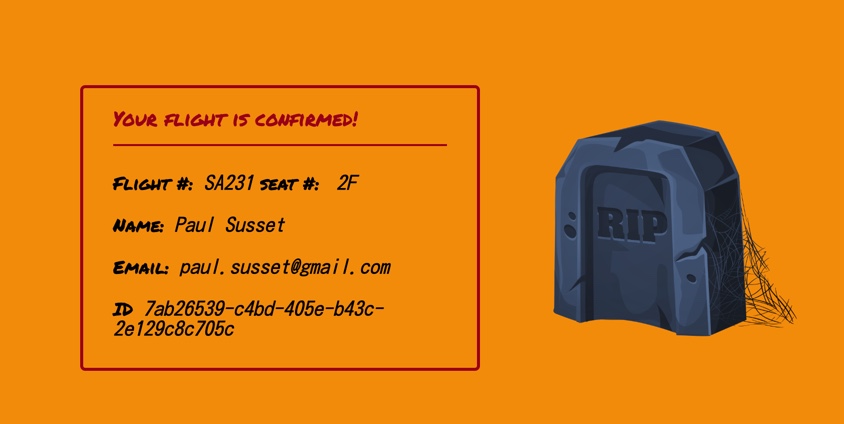 Your flight is confirmed!
Flight #: SA231 seat #: 2F
Name: Paul Susset
Email: paul.susset@gmail.com
ID 7ab26539-c4bd-405e-b43c-
2e129c8c705c
RIP